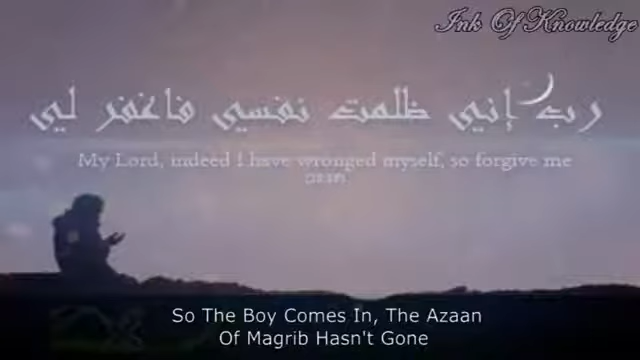 Ink Of Knowledge
رب إني ظلمت نفسي فاغفر لي
My Lord, indeed I have wronged myself, so forgive me
So The Boy Comes In, The Azaan
Of Magrib Hasn't Gone